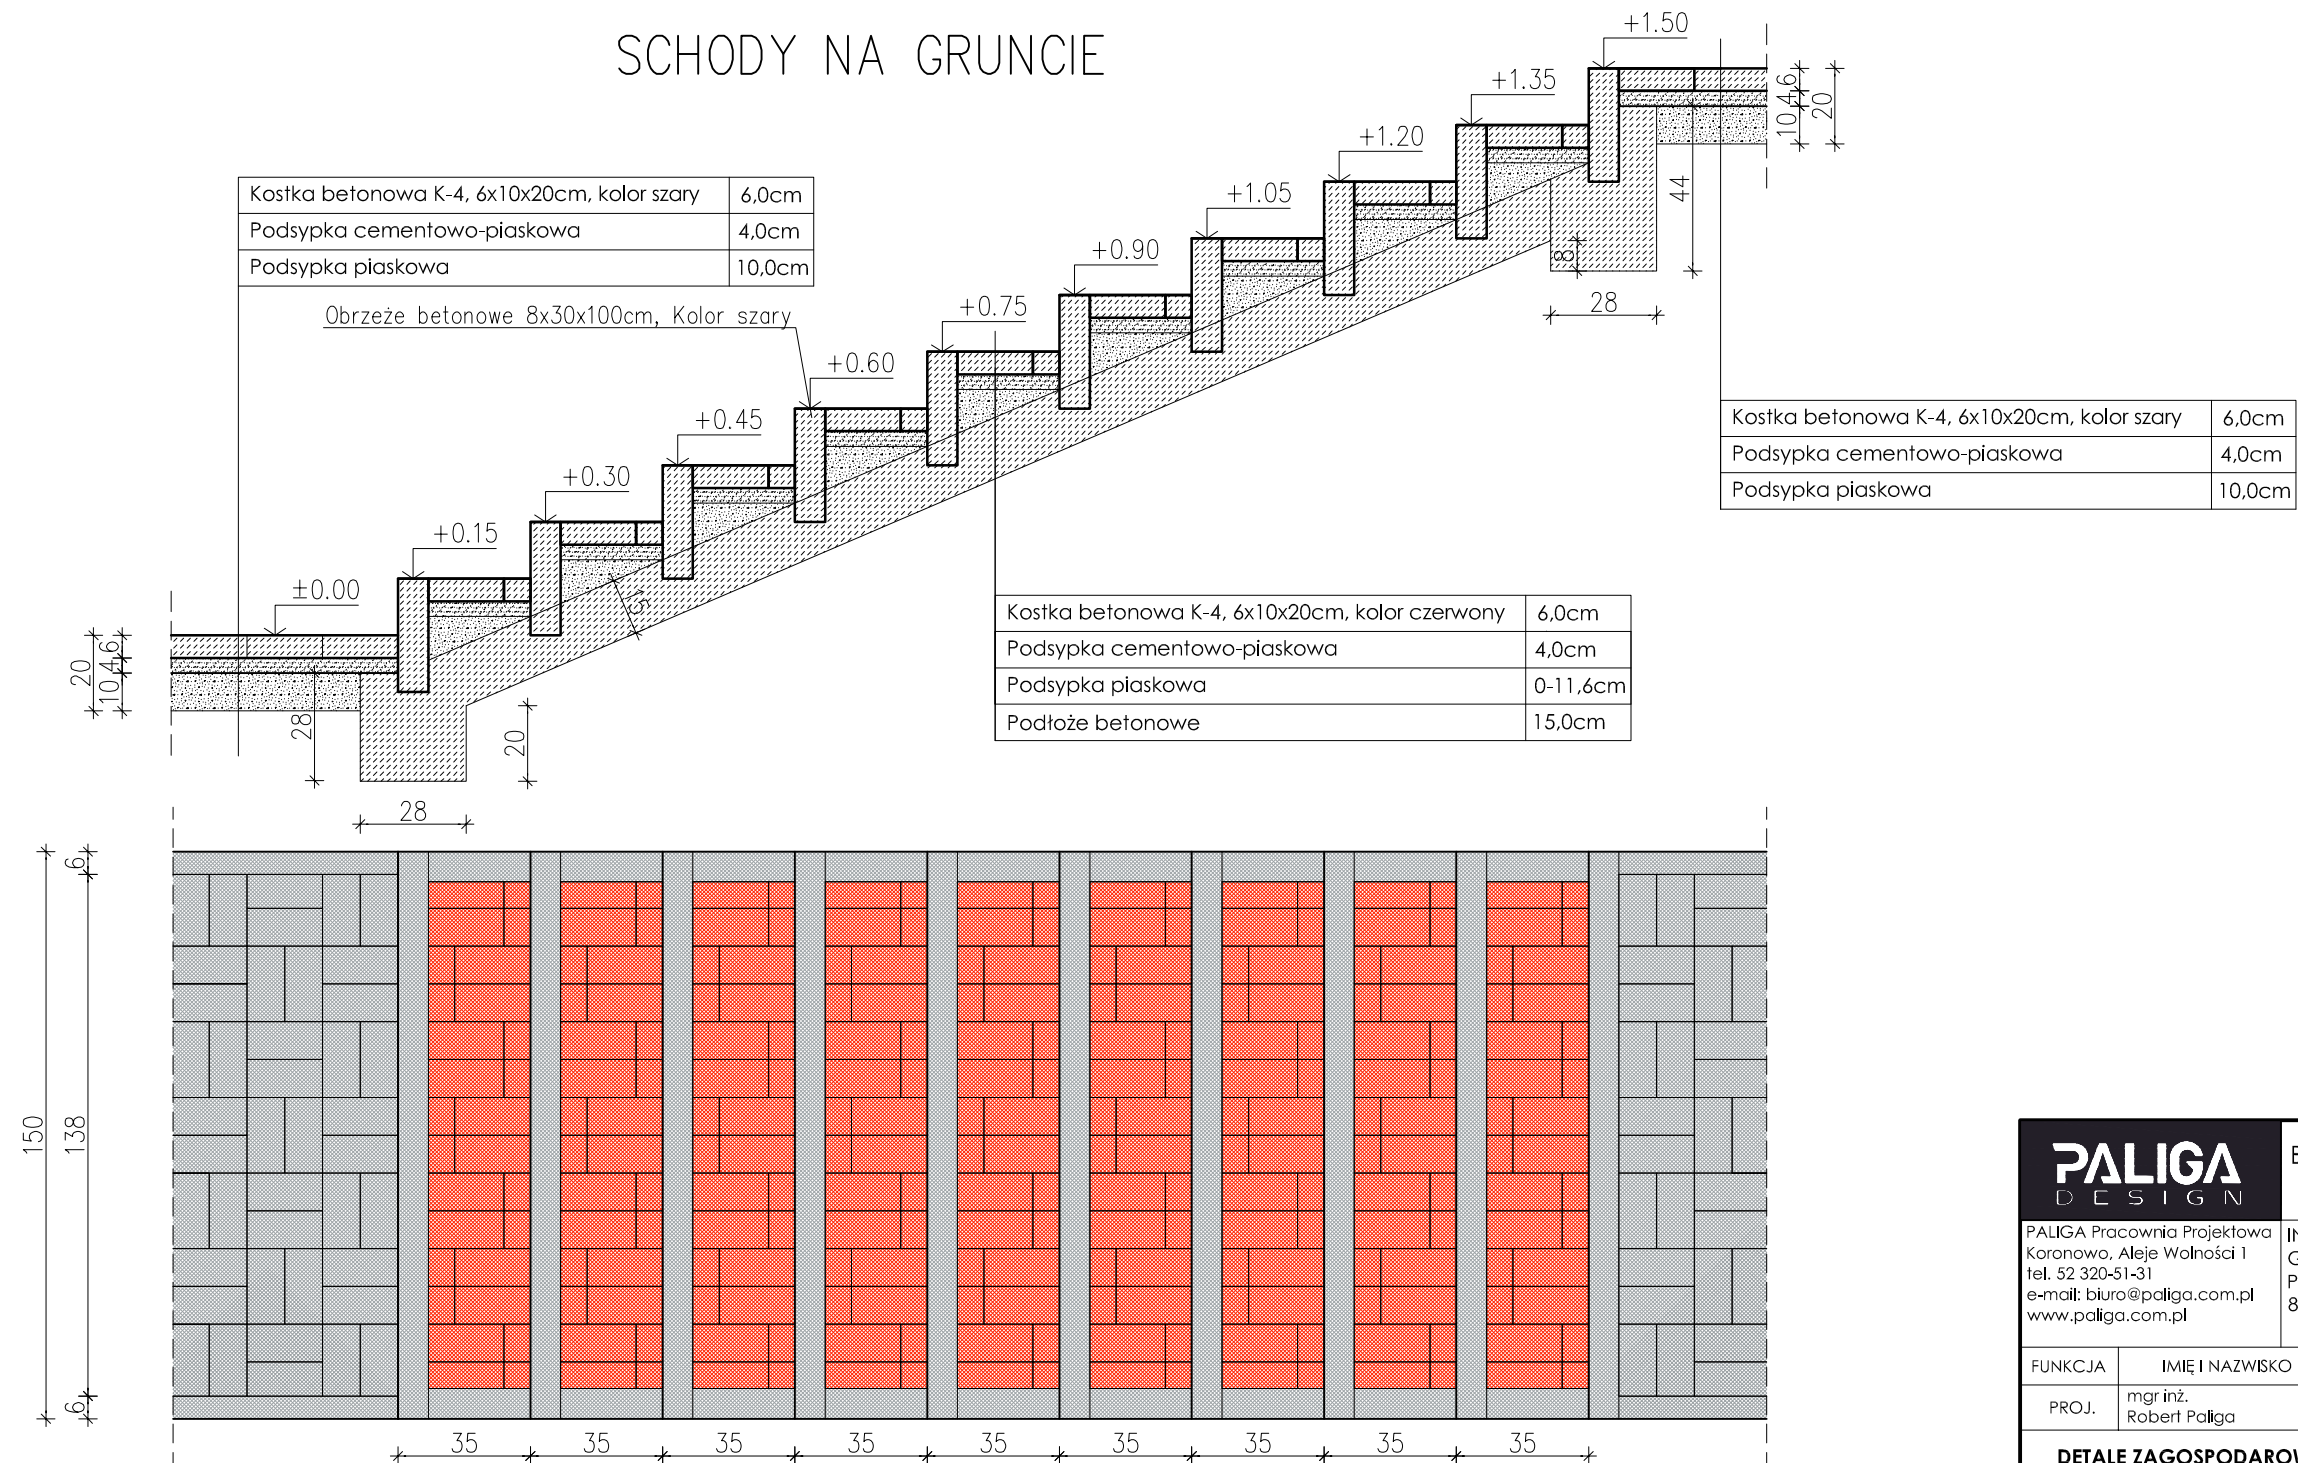 SCHODY NA GRUNCIE
+1.50
+1.35
+1.20
+1.05
+0.90
+0.75
+0.60
+0.45
+0.30
+0.15
±0.00
Kostka betonowa K-4, 6x10x20cm, kolor szary 6,0cm
Podsypka cementowo-piaskowa 4,0cm
Podsypka piaskowa 10,0cm
Obrzeże betonowe 8x30x100cm, Kolor szary
6
4
10
20
44
8
28
Kostka betonowa K-4, 6x10x20cm, kolor szary 6,0cm
Podsypka cementowo-piaskowa 4,0cm
Podsypka piaskowa 10,0cm
15
Kostka betonowa K-4, 6x10x20cm, kolor czerwony 6,0cm
Podsypka cementowo-piaskowa 4,0cm
Podsypka piaskowa 0-11,6cm
Podłoże betonowe 15,0cm
20
6
4
10
28
20
28
6
150
138
6
35 35 35 35 35 35 35 35 35
PALIGA
DESIGN
PALIGA Pracownia Projektowa
Koronowo, Aleje Wolności 1
tel. 52 320-51-31
e-mail: biuro@paliga.com.pl
www.paliga.com.pl
FUNKCJA IMIĘ I NAZWISKO
PROJ. mgr inż.
Robert Paliga